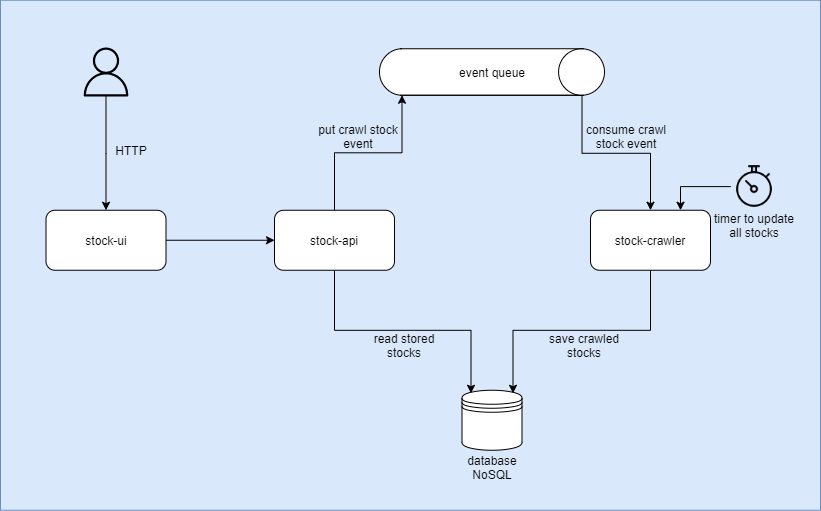 event queue
put crawl stock
event
consume crawl
stock event
HTTP
timer to update
all stocks
stock-ui
stock-api
stock-crawler
read stored
stocks
save crawled
stocks
database
NoSQL